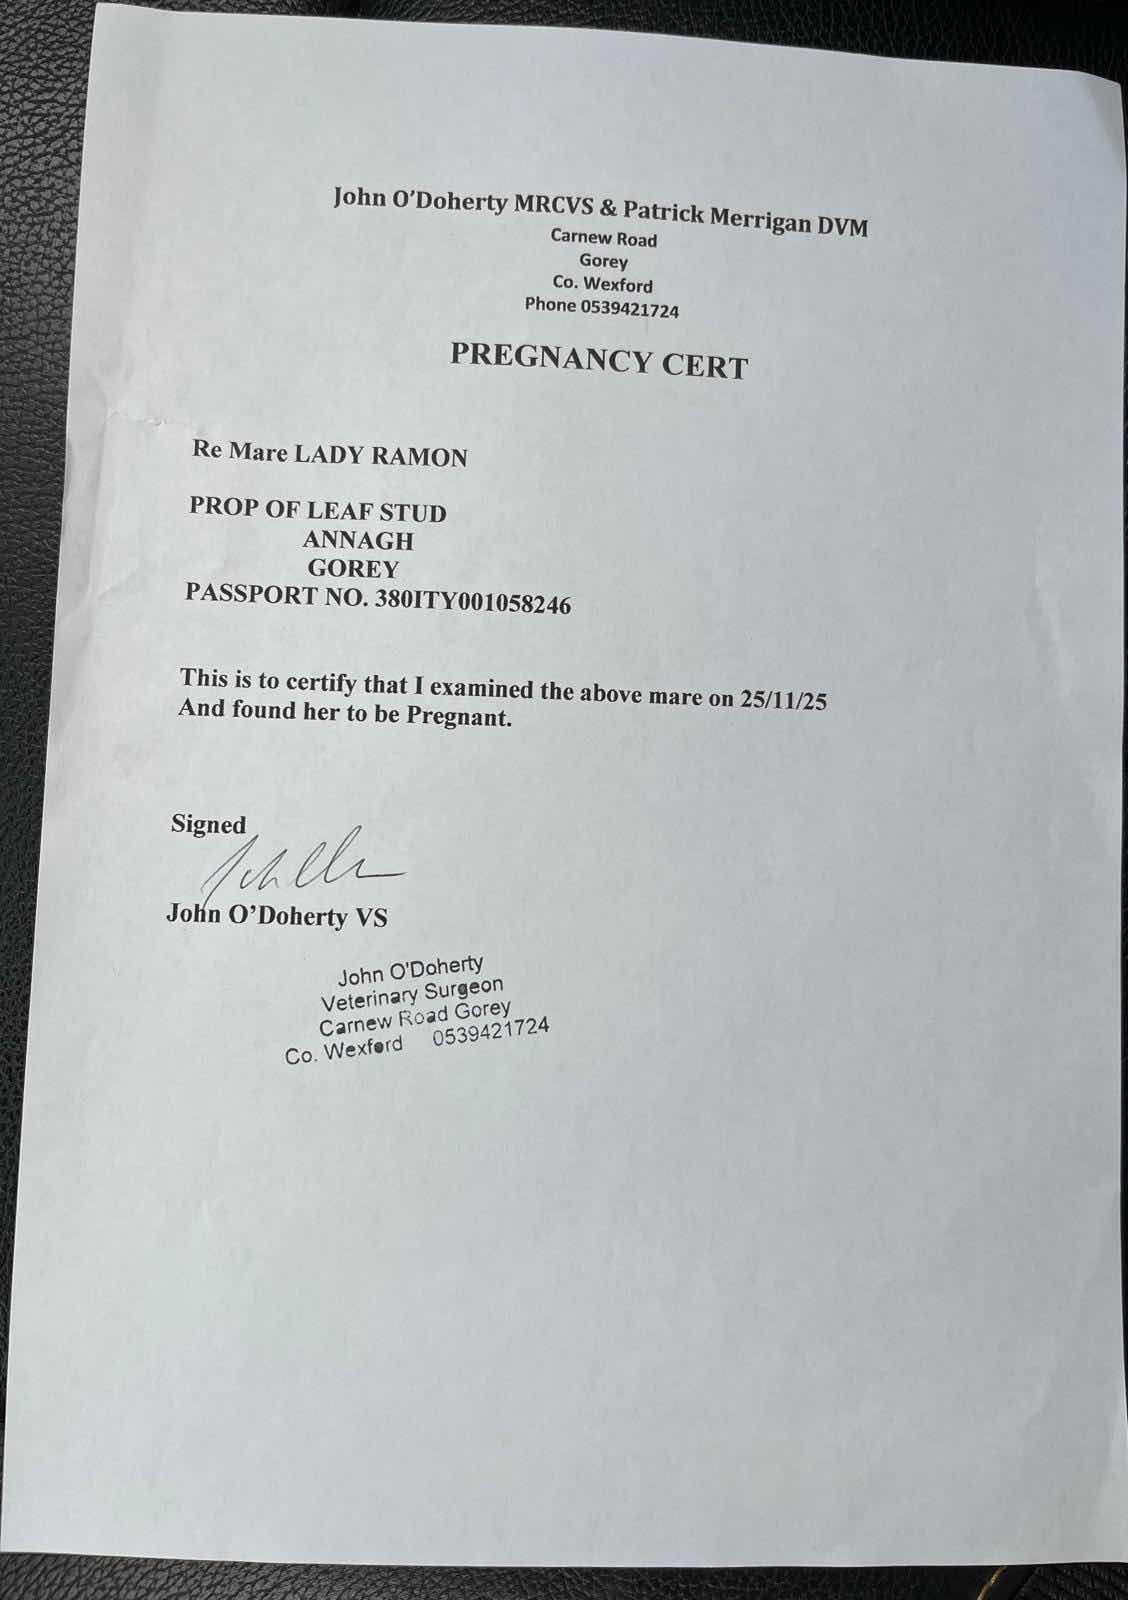 John O'Doherty MRCVS & Patrick Merrigan DVM
Carnew Road
Gorey
Co. Wexford
Phone 0539421724
PREGNANCY CERT
Re Mare LADY RAMON
PROP OF LEAF STUD
ANNAGH
GOREY
PASSPORT NO. 380ITY001058246
This is to certify that I examined the above mare on 25/11/25
And found her to be Pregnant.
Signed
John O'Doherty VS
John O'Doherty
Veterinary Surgeon
Carnew Road Gorey
Co. Wexford 0539421724